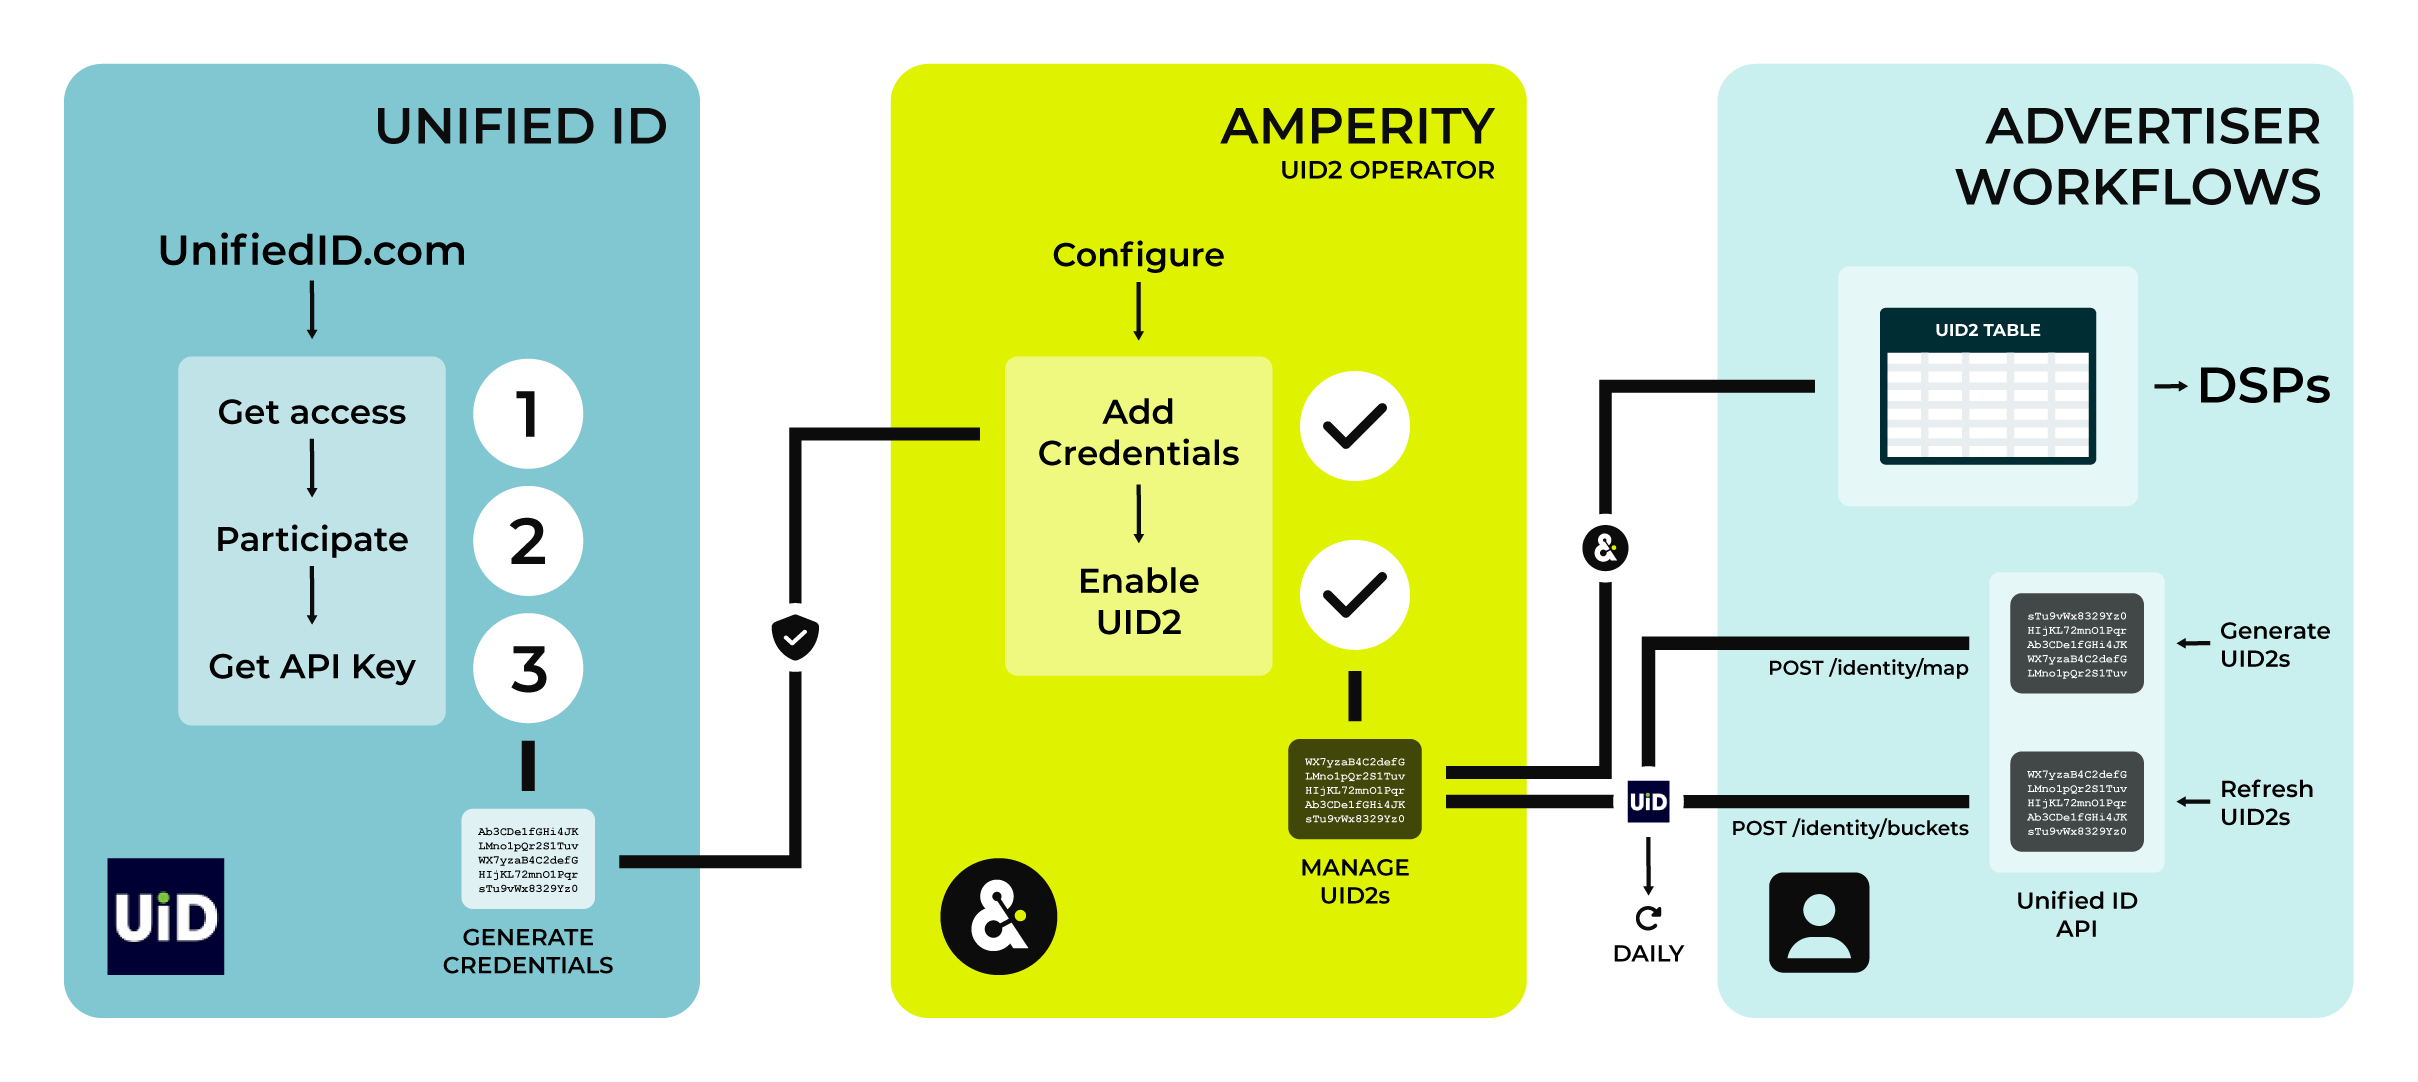 UNIFIED ID
UnifiedID.com
Get access
1
Participate
2
Get API Key
3
Ab3CDe1fGHi4JK
LMno1pQr2S1Tuv
WX7yzaB4C2defG
HIjKL72mnO1Pqr
sTu9vWx8329Yz0
GENERATE
CREDENTIALS
UiD
AMPERITY
UID2 OPERATOR
Configure
Add
Credentials
Enable
UID2
WX7yzaB4C2defG
LMno1pQr2S1Tuv
HIjKL72mnO1Pqr
Ab3CDe1fGHi4JK
sTu9vWx8329Yz0
MANAGE
UID2s
&
&
UiD
DAILY
ADVERTISER
WORKFLOWS
UID2 TABLE
DSPs
POST /identity/map
sTu9vWx8329Yz0
HIjKL72mnO1Pqr
Ab3CDe1fGHi4JK
WX7yzaB4C2defG
LMno1pQr2S1Tuv
Generate
UID2s
POST /identity/buckets
WX7yzaB4C2defG
LMno1pQr2S1Tuv
HIjKL72mnO1Pqr
Ab3CDe1fGHi4JK
sTu9vWx8329Yz0
Refresh
UID2s
Unified ID
API